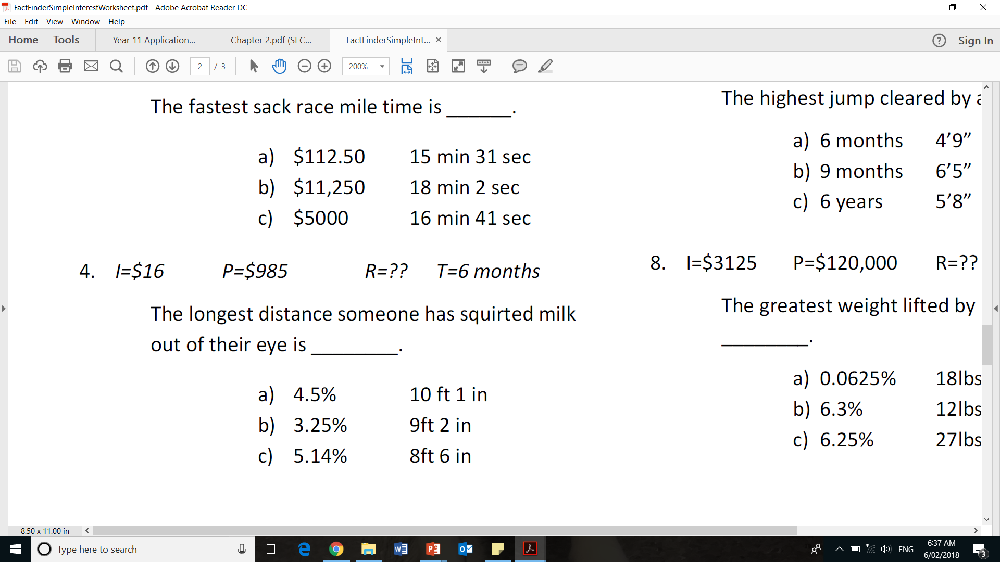 FactFinderSimpleInterestWorksheet.pdf - Adobe Acrobat Reader DC
File Edit View Window Help
Home Tools Year 11 Application... Chapter 2.pdf (SEC... FactFinderSimpleInt... × ? Sign In
2 / 3 200%
The fastest sack race mile time is ______.
a) $112.50 15 min 31 sec
b) $11,250 18 min 2 sec
c) $5000 16 min 41 sec
4. I=$16 P=$985 R=?? T=6 months
The longest distance someone has squirted milk
out of their eye is ________.
a) 4.5% 10 ft 1 in
b) 3.25% 9ft 2 in
c) 5.14% 8ft 6 in
The highest jump cleared by a
a) 6 months 4’9”
b) 9 months 6’5”
c) 6 years 5’8”
8. I=$3125 P=$120,000 R=??
The greatest weight lifted by
________.
a) 0.0625% 18lbs
b) 6.3% 12lbs
c) 6.25% 27lbs
8.50 x 11.00 in
Type here to search
ENG
6:37 AM
6/02/2018
3